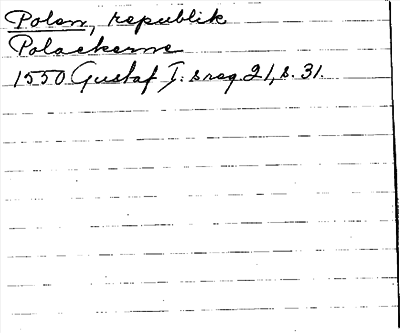 Polen, republik
Polackerne
1550 Gustaf I: s reg 21, s. 31.